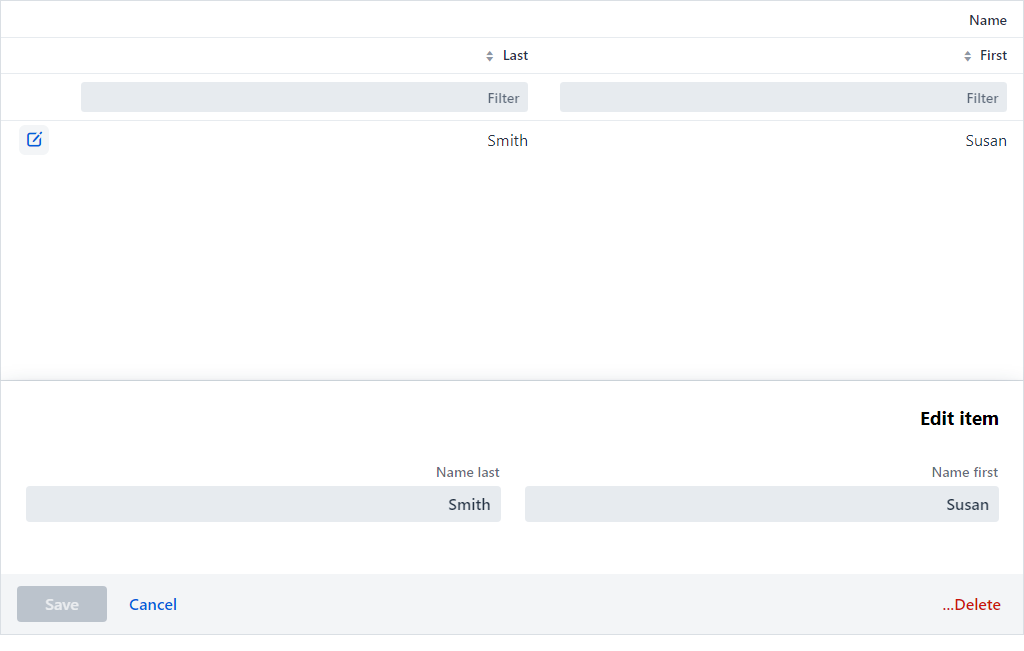 Name
Last First
Filter Filter
Smith Susan
Edit item
Name last Name first
Smith Susan
Save Cancel ...Delete